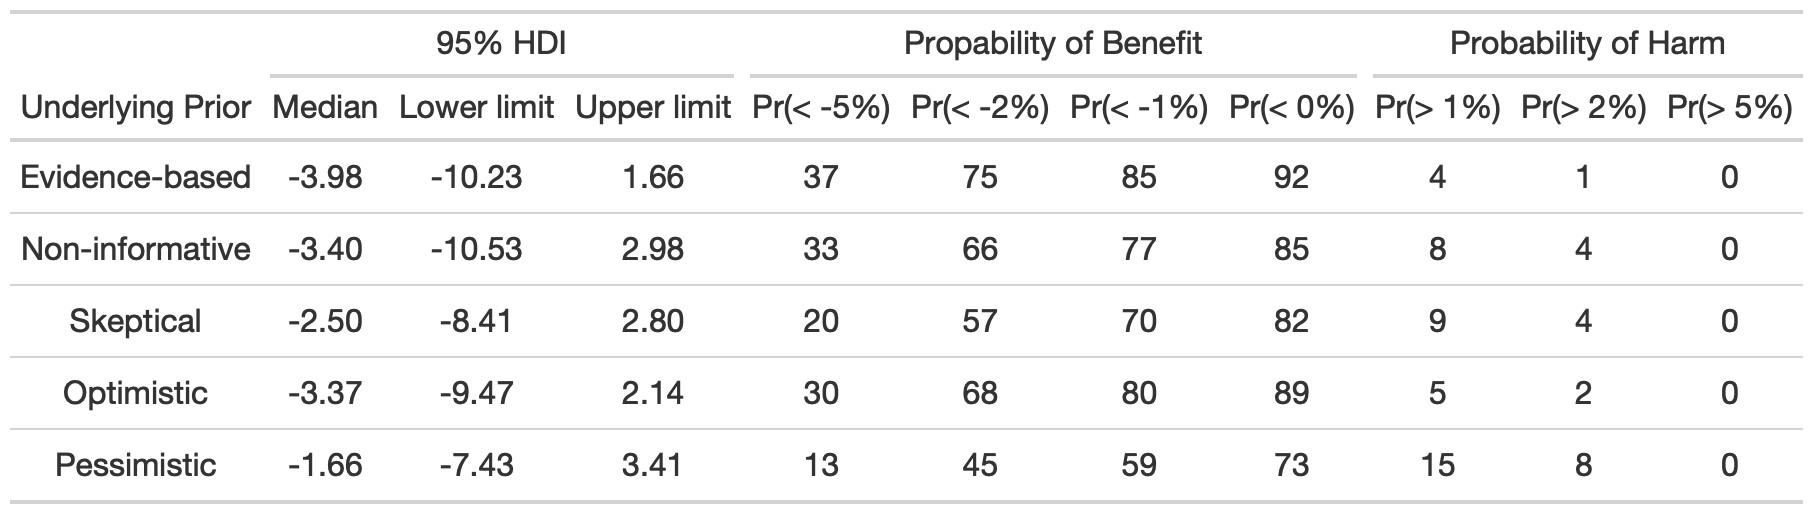 95% HDI Propability of Benefit Probability of Harm
Underlying Prior Median Lower limit Upper limit Pr(< -5%) Pr(< -2%) Pr(< -1%) Pr(< 0%) Pr(> 1%) Pr(> 2%) Pr(> 5%)
Evidence-based -3.98 -10.23 1.66 37 75 85 92 4 1 0
Non-informative -3.40 -10.53 2.98 33 66 77 85 8 4 0
Skeptical -2.50 -8.41 2.80 20 57 70 82 9 4 0
Optimistic -3.37 -9.47 2.14 30 68 80 89 5 2 0
Pessimistic -1.66 -7.43 3.41 13 45 59 73 15 8 0